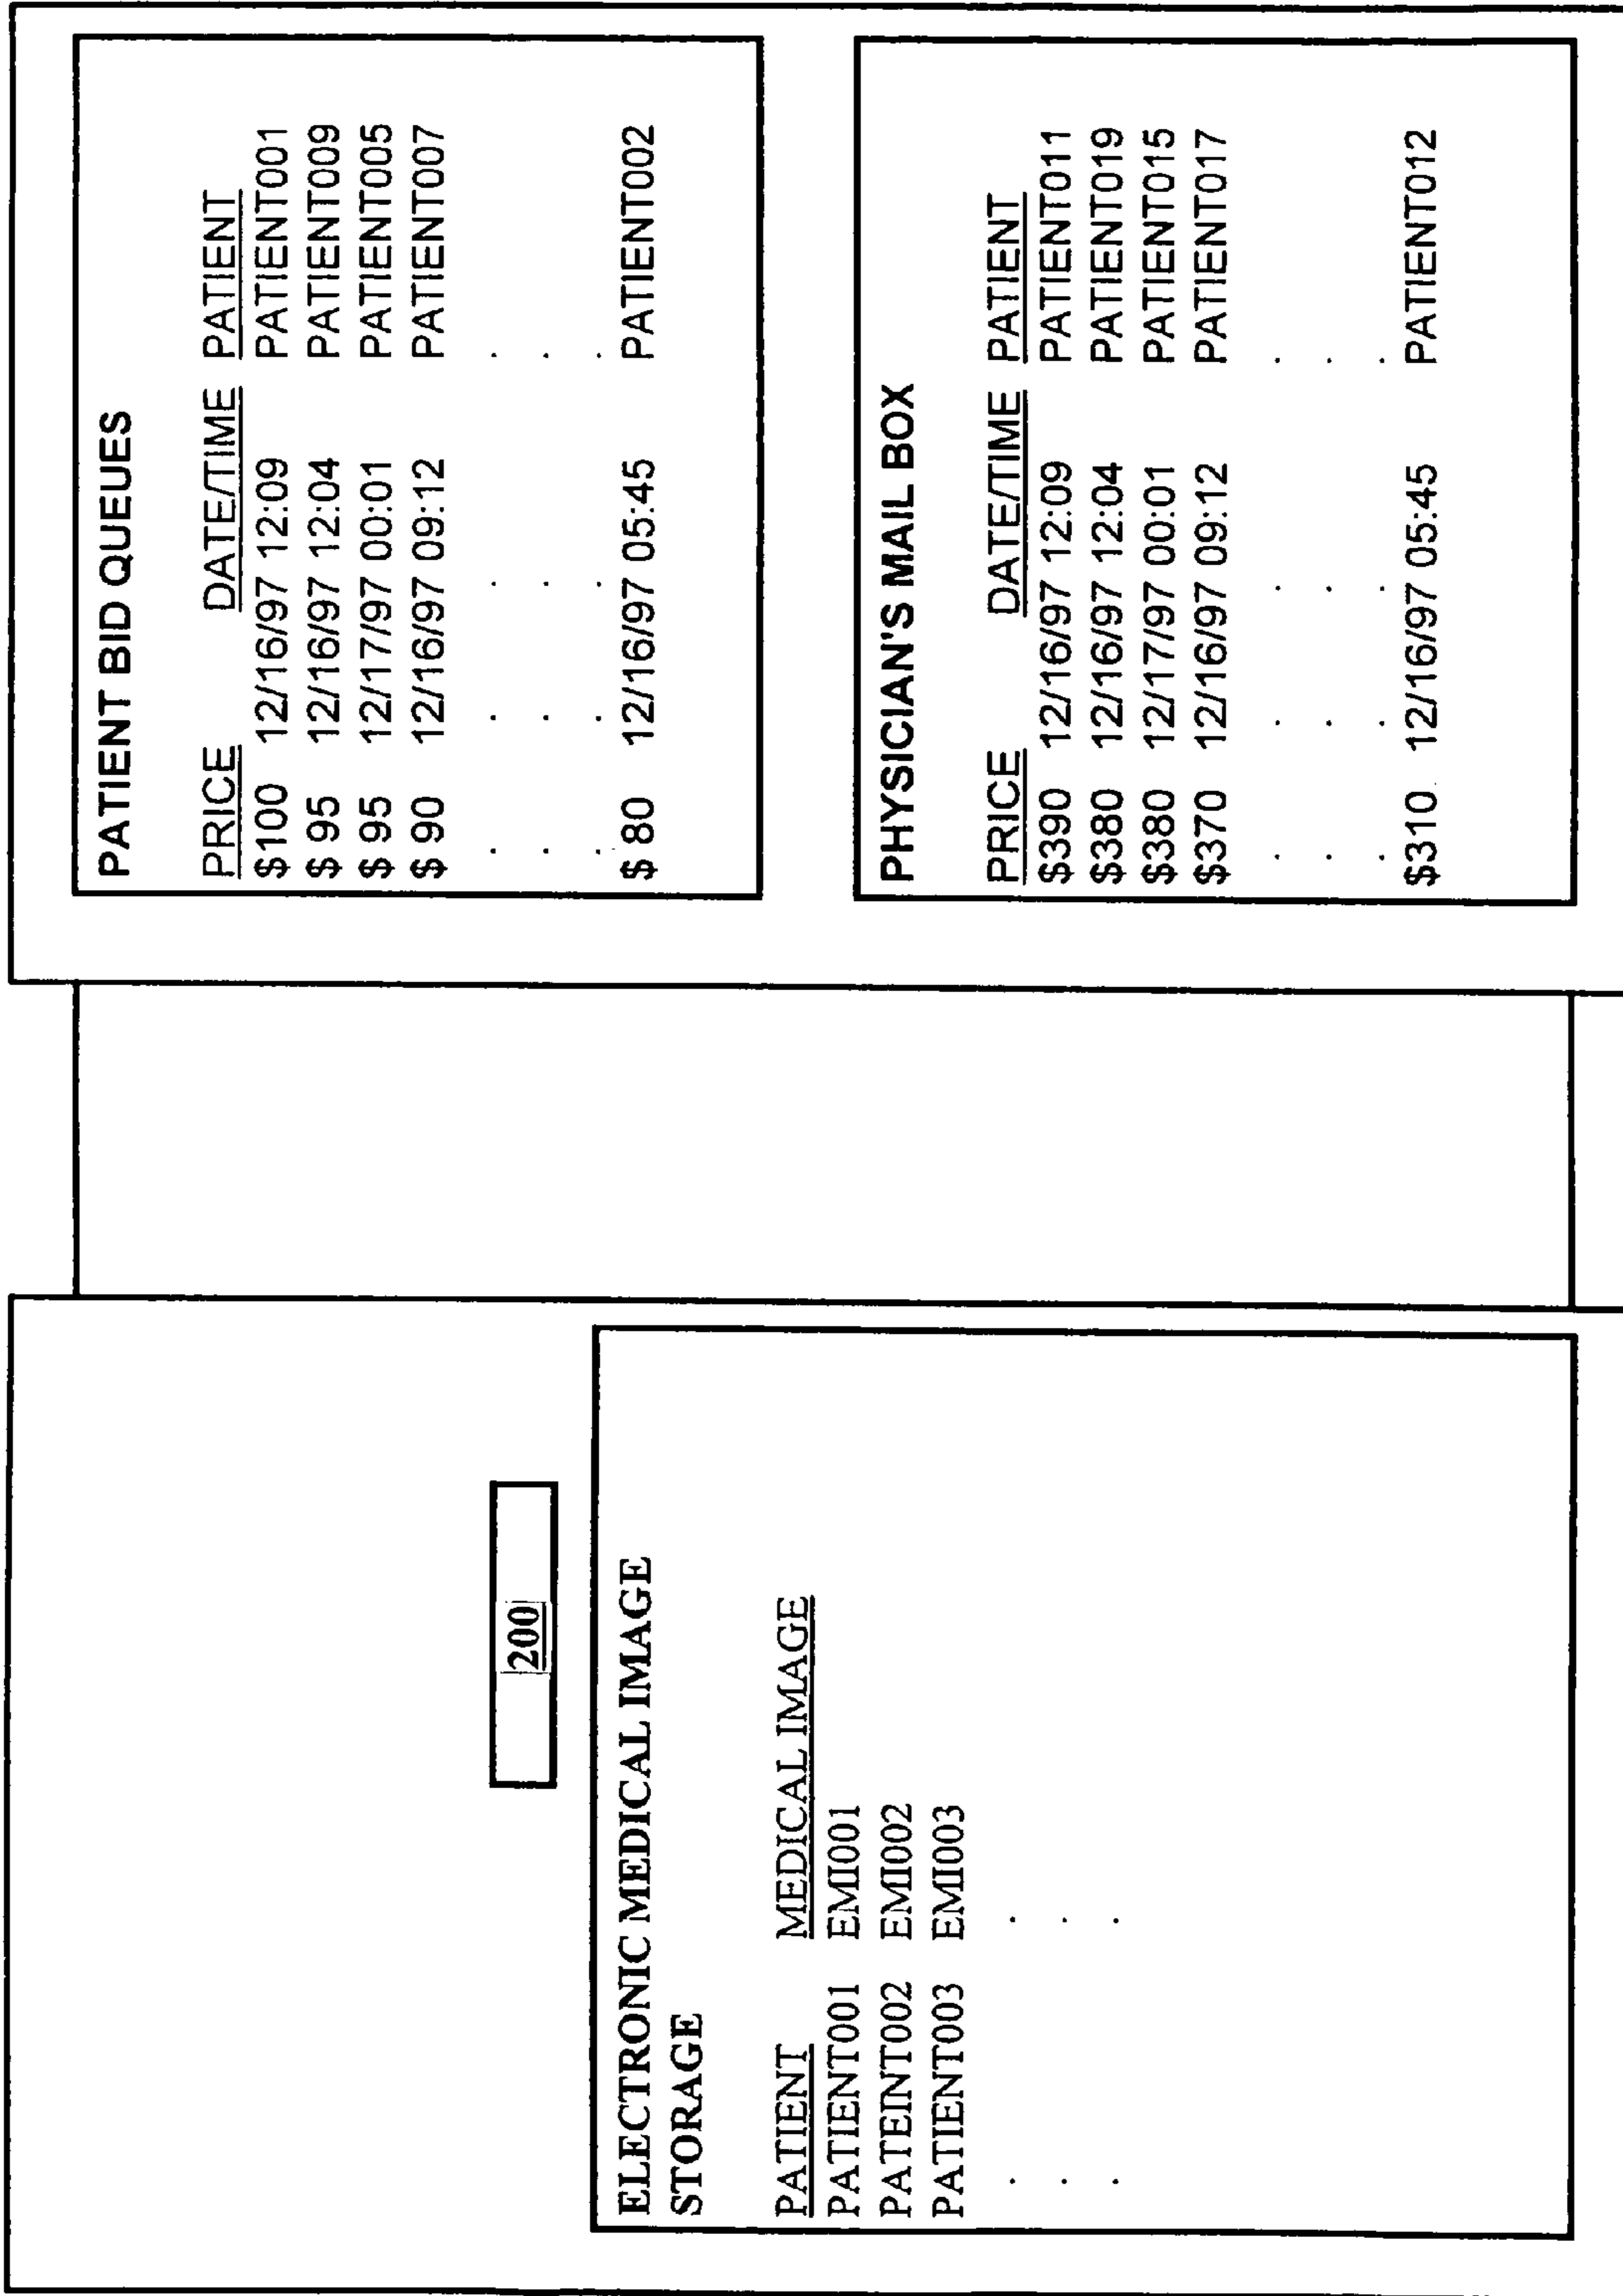 200
ELECTRONIC MEDICAL IMAGE
STORAGE
PATIENT MEDICAL IMAGE
PATIENT001 EMI001
PATEINT002 EMI002
PATIENT003 EMI003
. .
. .
. .
PATIENT BID QUEUES
PRICE DATE/TIME PATIENT
$100 12/16/97 12:09 PATIENT001
$ 95 12/16/97 12:04 PATIENT009
$ 95 12/17/97 00:01 PATIENT005
$ 90 12/16/97 09:12 PATIENT007
. . . .
. . . .
. . . .
$ 80 12/16/97 05:45 PATIENT002
PHYSICIAN'S MAIL BOX
PRICE DATE/TIME PATIENT
$390 12/16/97 12:09 PATIENT011
$380 12/16/97 12:04 PATIENT019
$380 12/17/97 00:01 PATIENT015
$370 12/16/97 09:12 PATIENT017
. . . .
. . . .
. . . .
$310 12/16/97 05:45 PATIENT012